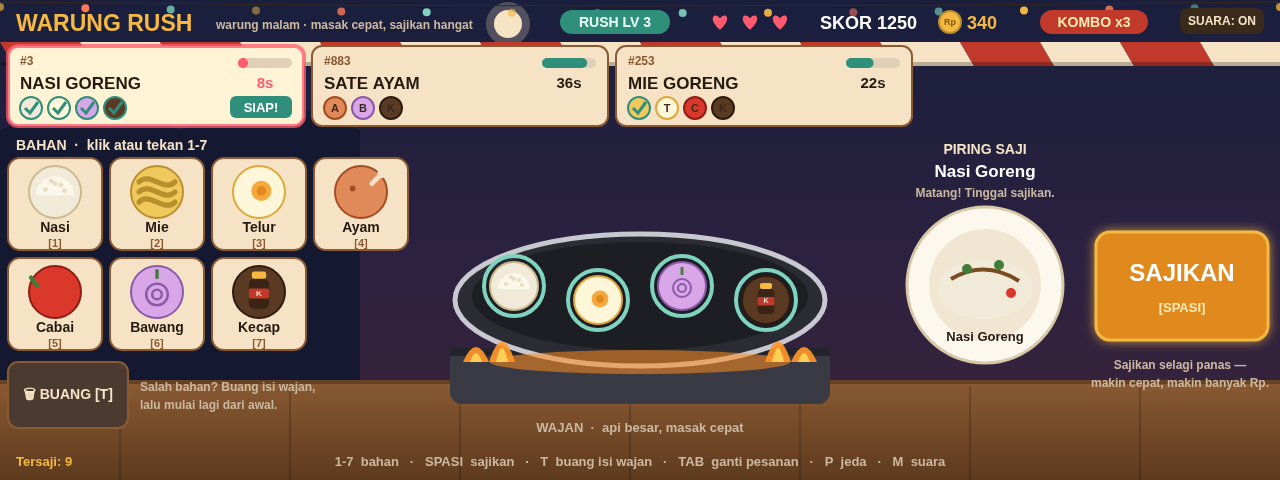 WARUNG RUSH
warung malam · masak cepat, sajikan hangat
RUSH LV 3
SKOR 1250
Rp 340
KOMBO x3
SUARA: ON
#3
NASI GORENG
8s
SIAP!
#883
SATE AYAM
36s
A B K
#253
MIE GORENG
22s
T C K
BAHAN · klik atau tekan 1-7
Nasi
[1]
Mie
[2]
Telur
[3]
Ayam
[4]
Cabai
[5]
Bawang
[6]
K
Kecap
[7]
BUANG [T]
Salah bahan? Buang isi wajan,
lalu mulai lagi dari awal.
K
WAJAN · api besar, masak cepat
PIRING SAJI
Nasi Goreng
Matang! Tinggal sajikan.
Nasi Goreng
SAJIKAN
[SPASI]
Sajikan selagi panas —
makin cepat, makin banyak Rp.
Tersaji: 9
1-7 bahan · SPASI sajikan · T buang isi wajan · TAB ganti pesanan · P jeda · M suara